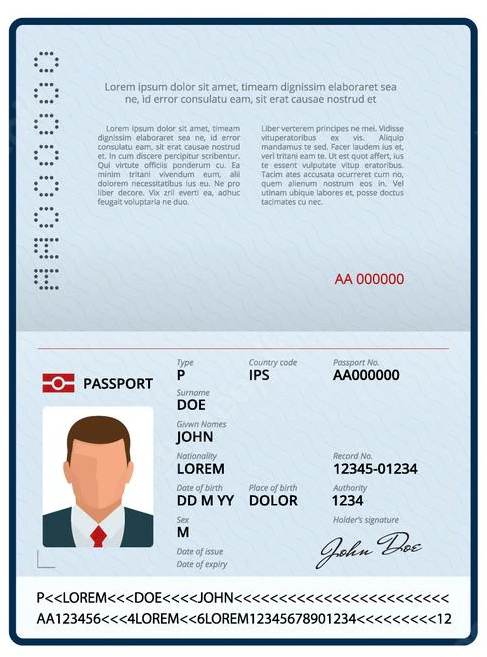 AA000000
Lorem ipsum dolor sit amet, timeam dignissim elaboraret sea
ne, id error consulatu eam, sit erat causae nostrud et
Lorem ipsum dolor sit amet, timeam
dignissim elaboraret sea ne, id error
consulatu eam, sit erat causae nostrud
et. In cum discere percipitur scribentur.
Qui virtute officiis ponderum cu. Ea
minim tritani vivendum eum, alii
dolorem necessitatibus ius eu. Ne pro
liber decore. Vix zril everti ea, adhuc
feugait voluptaria ne duo.
Liber verterem principes ne mei. Vidisse
vituperatoribus ex vis. Aliquip
mandamus te sed. Facer laudem ius et,
veri tritani eam te. Ut est quot affert, ius
te essent vulputate vitup eratoribus.
Tacim ates accusata ocurreret cum no,
quem alienum nostrum eos in. Vel
utinam ubique labores et, posse doctus
tacimates cu nec.
AA 000000
PASSPORT
Type Country code Passport No.
P IPS AA000000
Surname
DOE
Givwn Names
JOHN
Nationality Record No.
LOREM 12345-01234
Date of birth Place of birth Authority
DD M YY DOLOR 1234
Sex Holder's signature
M
John Doe
Date of issue
Date of expiry
P<<LOREM<<<DOE<<<<JOHN<<<<<<<<<<<<<<<<<<<<<<<<
AA123456<<<4LOREM<<6LOREM12345678901234<<<<<<<<<12